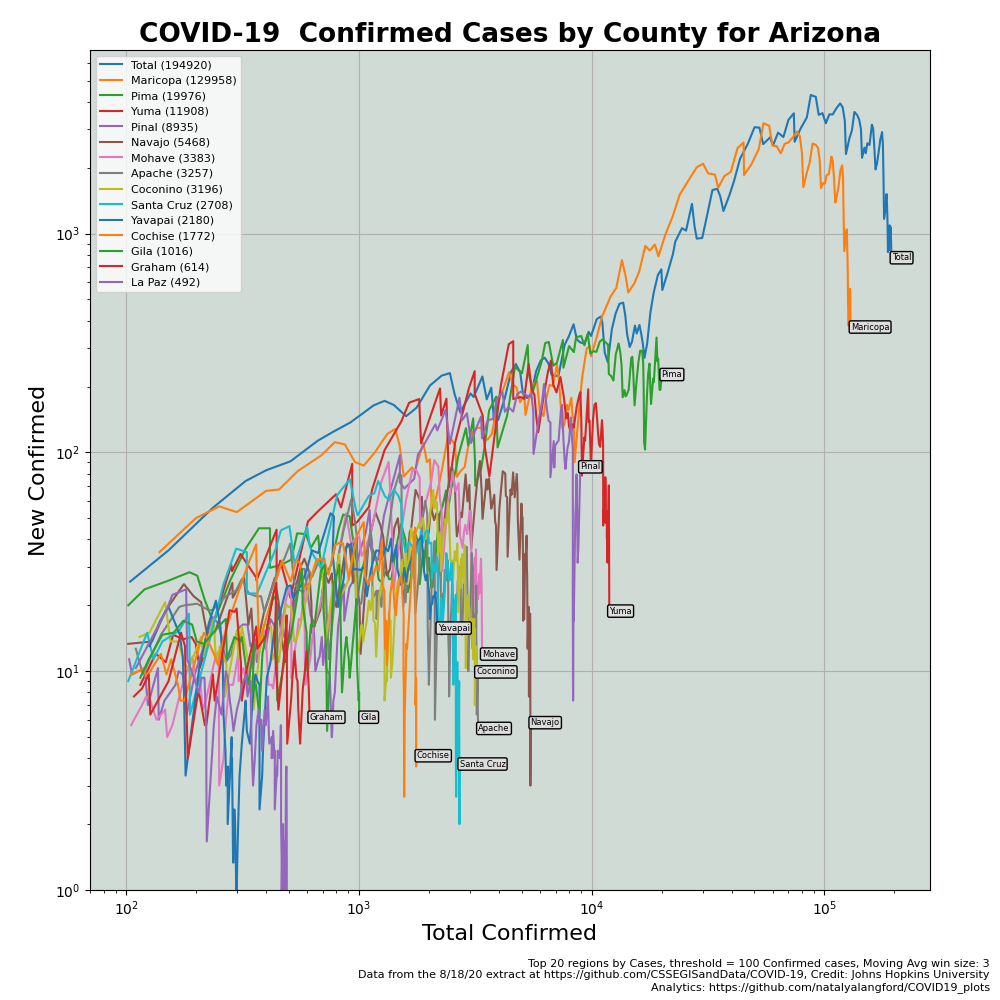 COVID-19  Confirmed Cases by County for Arizona
Total (194920)
Maricopa (129958)
Pima (19976)
Yuma (11908)
Pinal (8935)
Navajo (5468)
Mohave (3383)
Apache (3257)
Coconino (3196)
Santa Cruz (2708)
Yavapai (2180)
Cochise (1772)
Gila (1016)
Graham (614)
La Paz (492)
New Confirmed
10³
10²
10¹
10⁰
Total
Maricopa
Pima
Pinal
Yuma
Yavapai
Mohave
Coconino
Graham
Gila
Apache
Navajo
Cochise
Santa Cruz
10² 10³ 10⁴ 10⁵
Total Confirmed
Top 20 regions by Cases, threshold = 100 Confirmed cases, Moving Avg win size: 3
Data from the 8/18/20 extract at https://github.com/CSSEGISandData/COVID-19, Credit: Johns Hopkins University
Analytics: https://github.com/natalyalangford/COVID19_plots